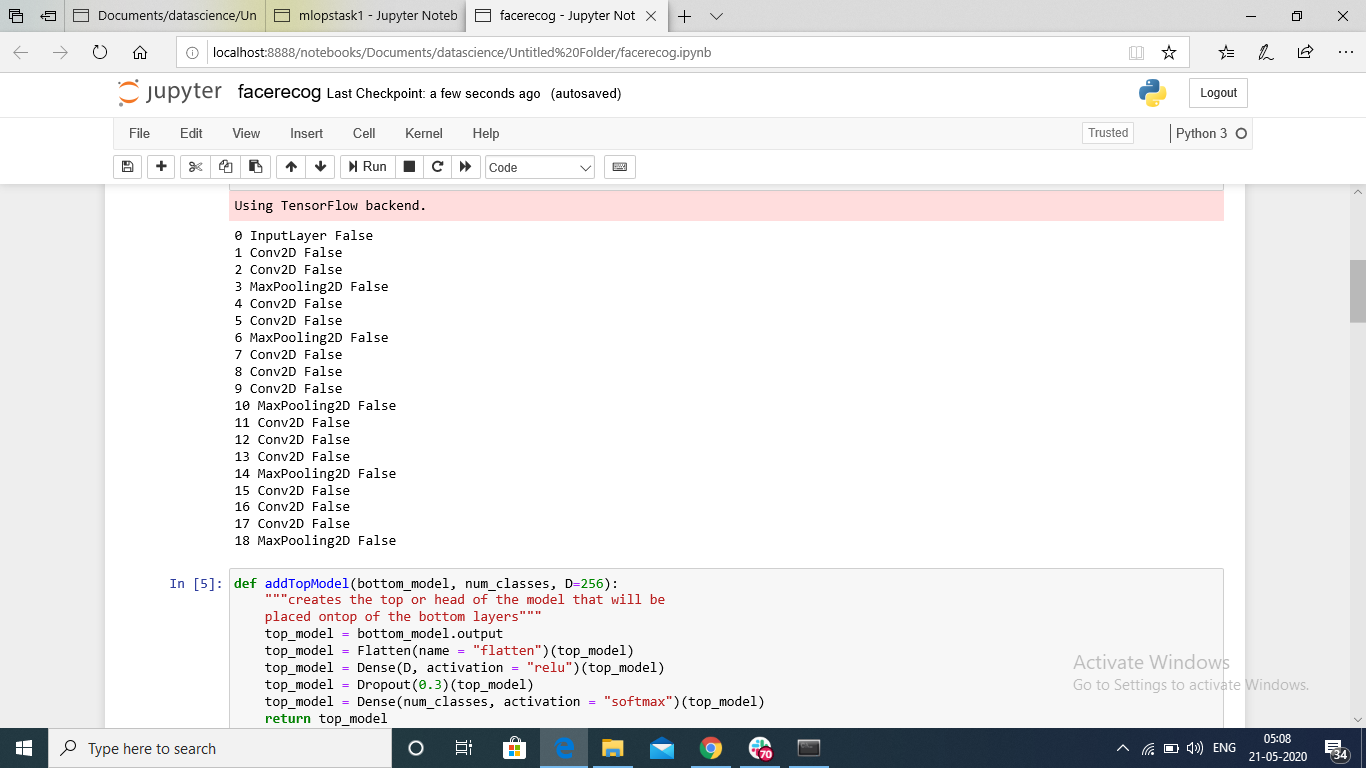 Documents/datascience/Un
mlopstask1 - Jupyter Noteb
facerecog - Jupyter Not
localhost:8888/notebooks/Documents/datascience/Untitled%20Folder/facerecog.ipynb
jupyter facerecog Last Checkpoint: a few seconds ago (autosaved)
Logout
File Edit View Insert Cell Kernel Help
Trusted
Python 3
Run
Code
Using TensorFlow backend.
0 InputLayer False
1 Conv2D False
2 Conv2D False
3 MaxPooling2D False
4 Conv2D False
5 Conv2D False
6 MaxPooling2D False
7 Conv2D False
8 Conv2D False
9 Conv2D False
10 MaxPooling2D False
11 Conv2D False
12 Conv2D False
13 Conv2D False
14 MaxPooling2D False
15 Conv2D False
16 Conv2D False
17 Conv2D False
18 MaxPooling2D False
In [5]: def addTopModel(bottom_model, num_classes, D=256):
"""creates the top or head of the model that will be
placed ontop of the bottom layers"""
top_model = bottom_model.output
top_model = Flatten(name = "flatten")(top_model)
top_model = Dense(D, activation = "relu")(top_model)
top_model = Dropout(0.3)(top_model)
top_model = Dense(num_classes, activation = "softmax")(top_model)
return top_model
Activate Windows
Go to Settings to activate Windows.
Type here to search
70
ENG
05:08
21-05-2020
34